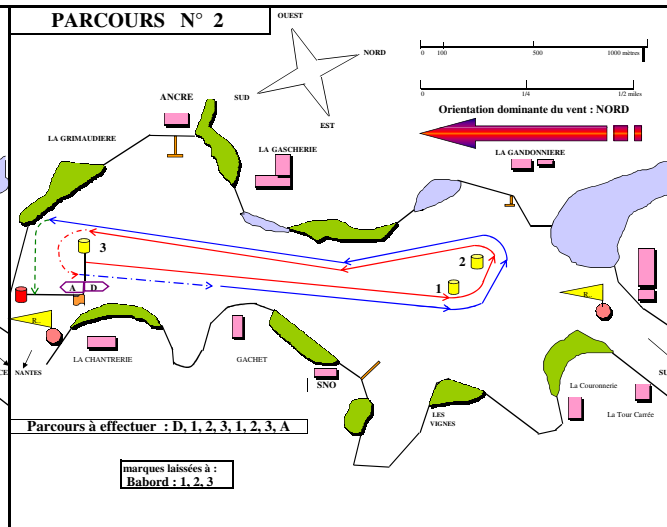 PARCOURS N° 2
OUEST
NORD
SUD
EST
0 100 500 1000 mètres
0 1/4 1/2 miles
Orientation dominante du vent : NORD
ANCRE
LA GRIMAUDIERE
LA GASCHERIE
LA GANDONNIERE
3
2
1
A D
R.
R.
CE NANTES
LA CHANTRERIE
GACHET
SNO
LES
VIGNES
La Couronnerie
La Tour Carrée
SU
Parcours à effectuer : D, 1, 2, 3, 1, 2, 3, A
marques laissées à :
Babord : 1, 2, 3